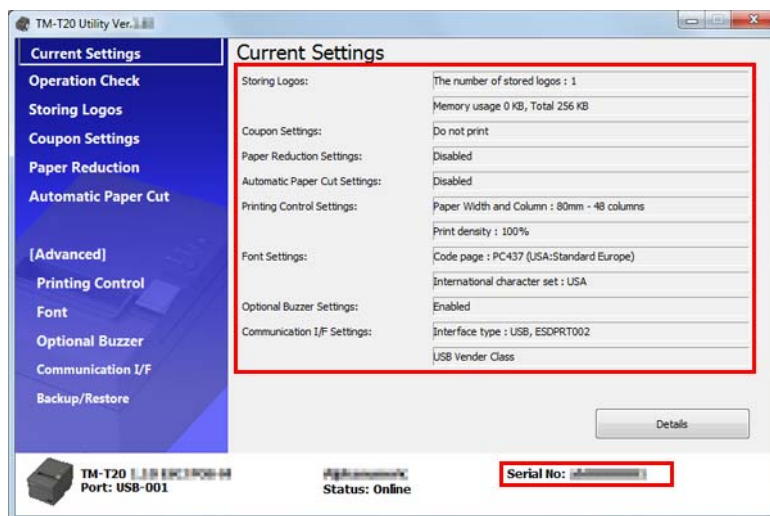 TM-T20 Utility Ver.
Current Settings
Operation Check
Storing Logos
Coupon Settings
Paper Reduction
Automatic Paper Cut
[Advanced]
Printing Control
Font
Optional Buzzer
Communication I/F
Backup/Restore
Current Settings
Storing Logos: The number of stored logos : 1
Memory usage 0 KB, Total 256 KB
Coupon Settings: Do not print
Paper Reduction Settings: Disabled
Automatic Paper Cut Settings: Disabled
Printing Control Settings: Paper Width and Column : 80mm - 48 columns
Print density : 100%
Font Settings: Code page : PC437 (USA:Standard Europe)
International character set : USA
Optional Buzzer Settings: Enabled
Communication I/F Settings: Interface type : USB, ESDPRT002
USB Vender Class
Details
TM-T20
Port: USB-001
Status: Online
Serial No: